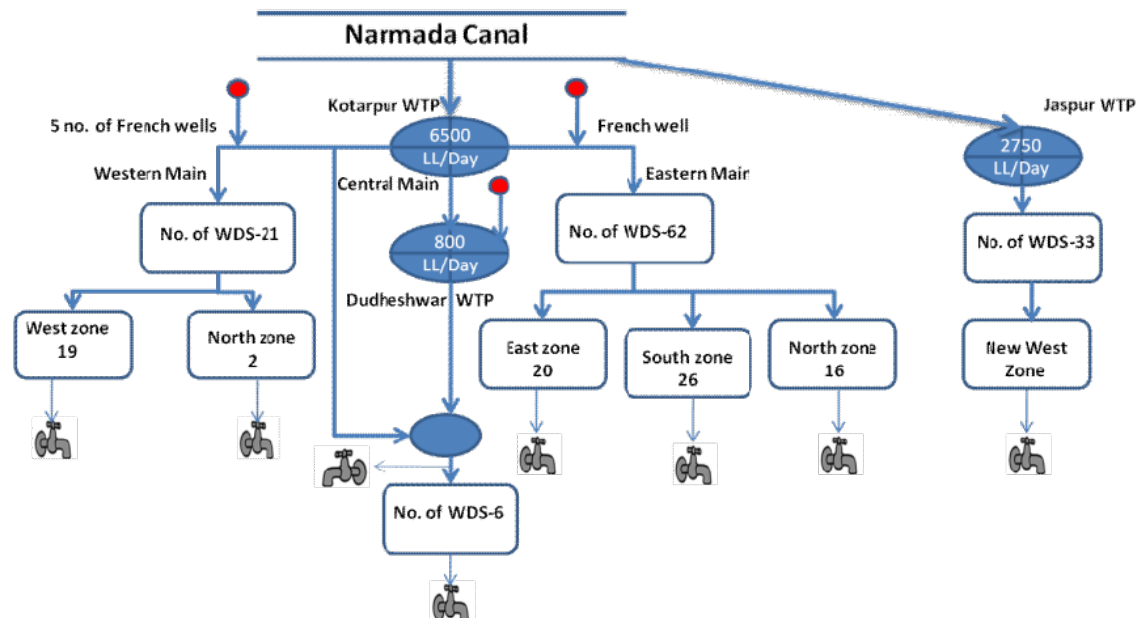 Narmada Canal
Kotarpur WTP
Jaspur WTP
5 no. of French wells
6500
LL/Day
French well
2750
LL/Day
Western Main
Central Main
Eastern Main
No. of WDS-21
800
LL/Day
No. of WDS-62
No. of WDS-33
Dudheshwar WTP
West zone
19
North zone
2
East zone
20
South zone
26
North zone
16
New West
Zone
No. of WDS-6